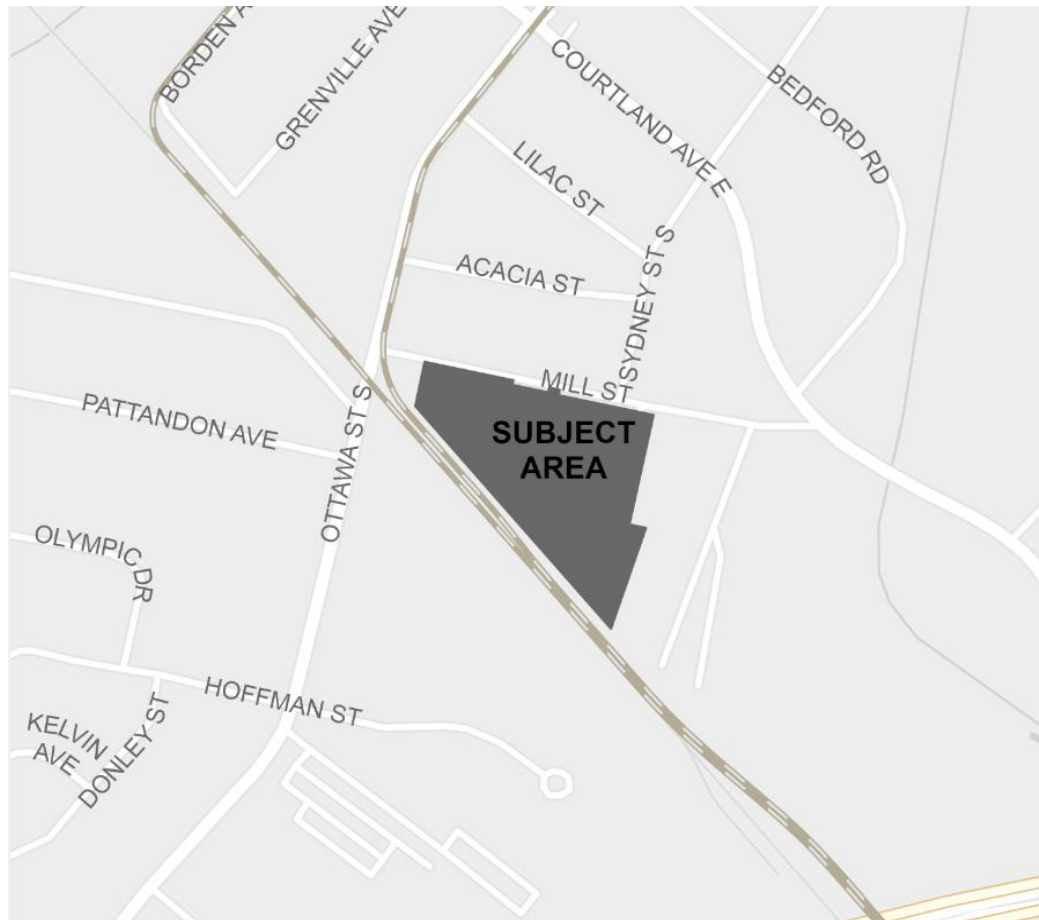 BORDEN A
GRENVILLE AVE
COURTLAND AVE E
BEDFORD RD
LILAC ST
ACACIA ST
SYDNEY ST S
MILL ST
SUBJECT
AREA
PATTANDON AVE
OTTAWA ST S
OLYMPIC DR
HOFFMAN ST
KELVIN
AVE
DONLEY ST